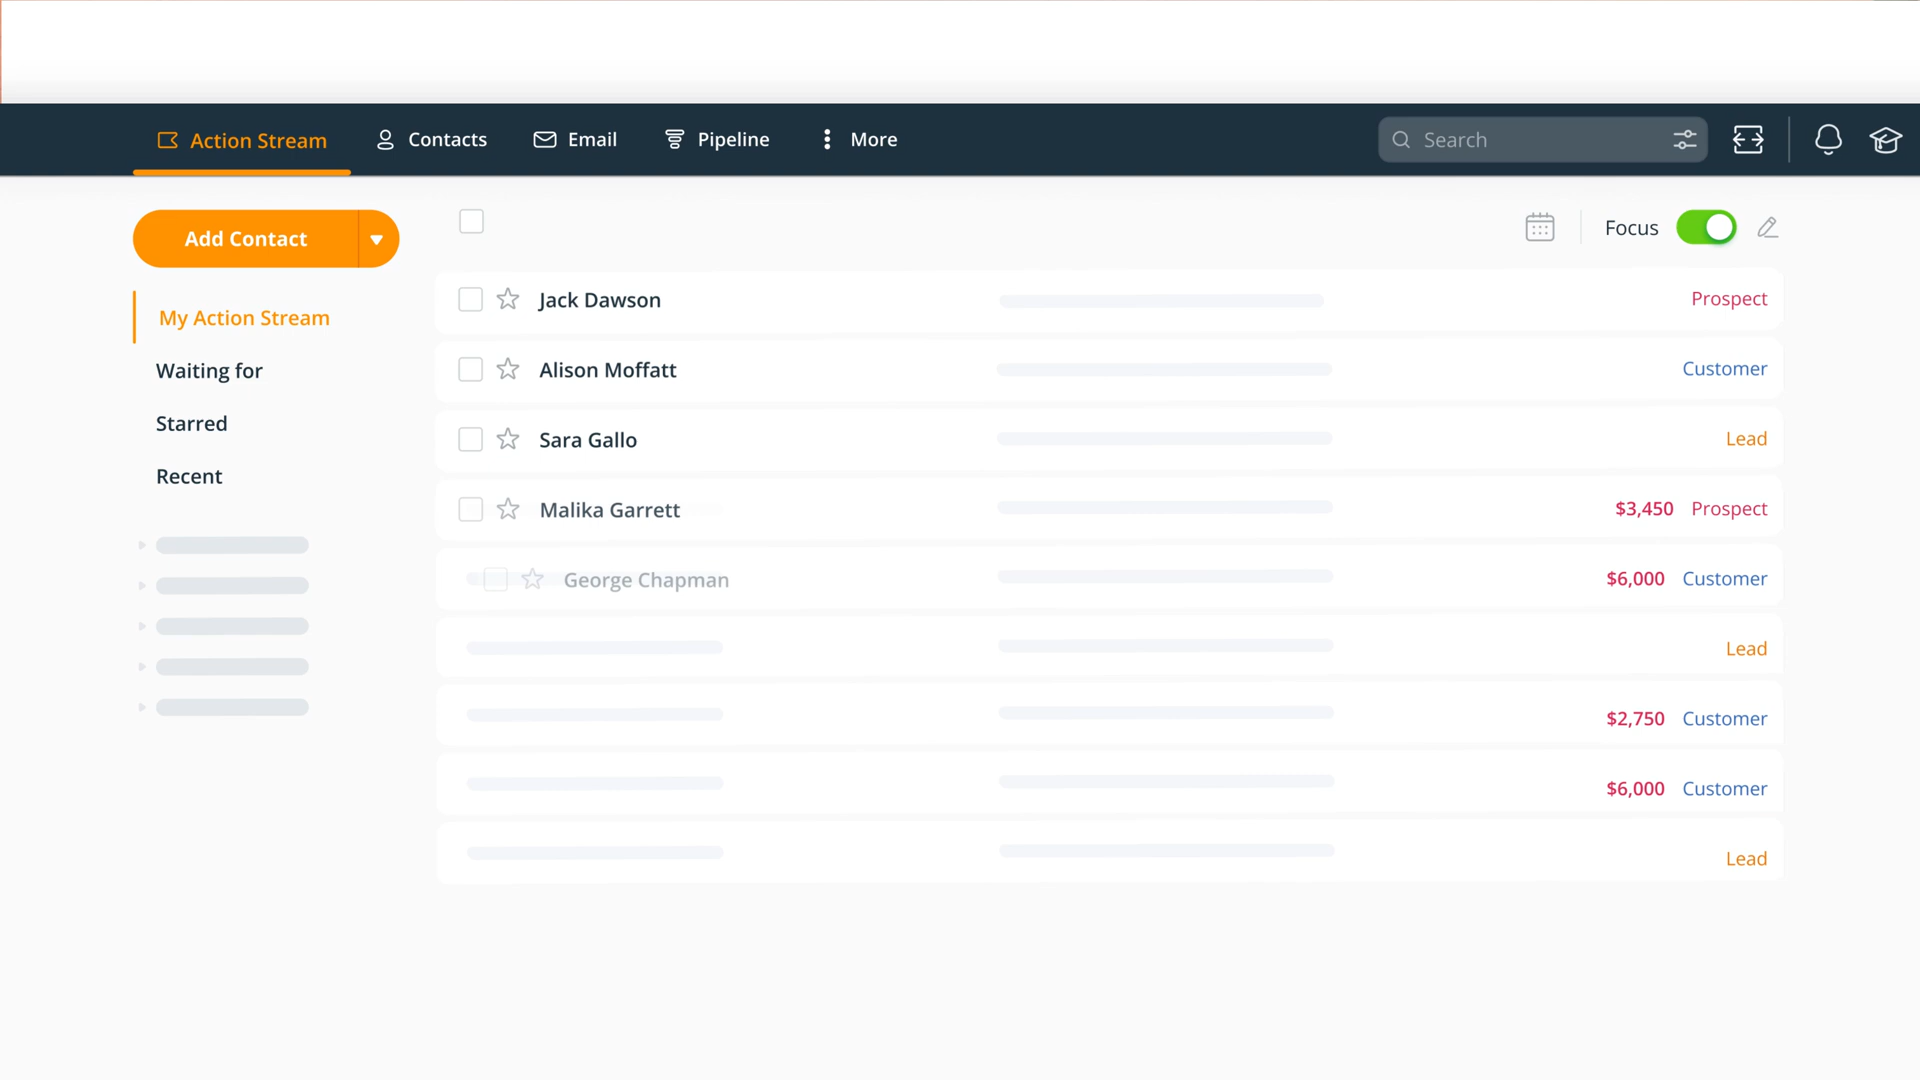 Action Stream Contacts Email Pipeline More Search
Add Contact Focus
My Action Stream
Waiting for
Starred
Recent
Jack Dawson Prospect
Alison Moffatt Customer
Sara Gallo Lead
Malika Garrett $3,450 Prospect
George Chapman $6,000 Customer
Lead
$2,750 Customer
$6,000 Customer
Lead